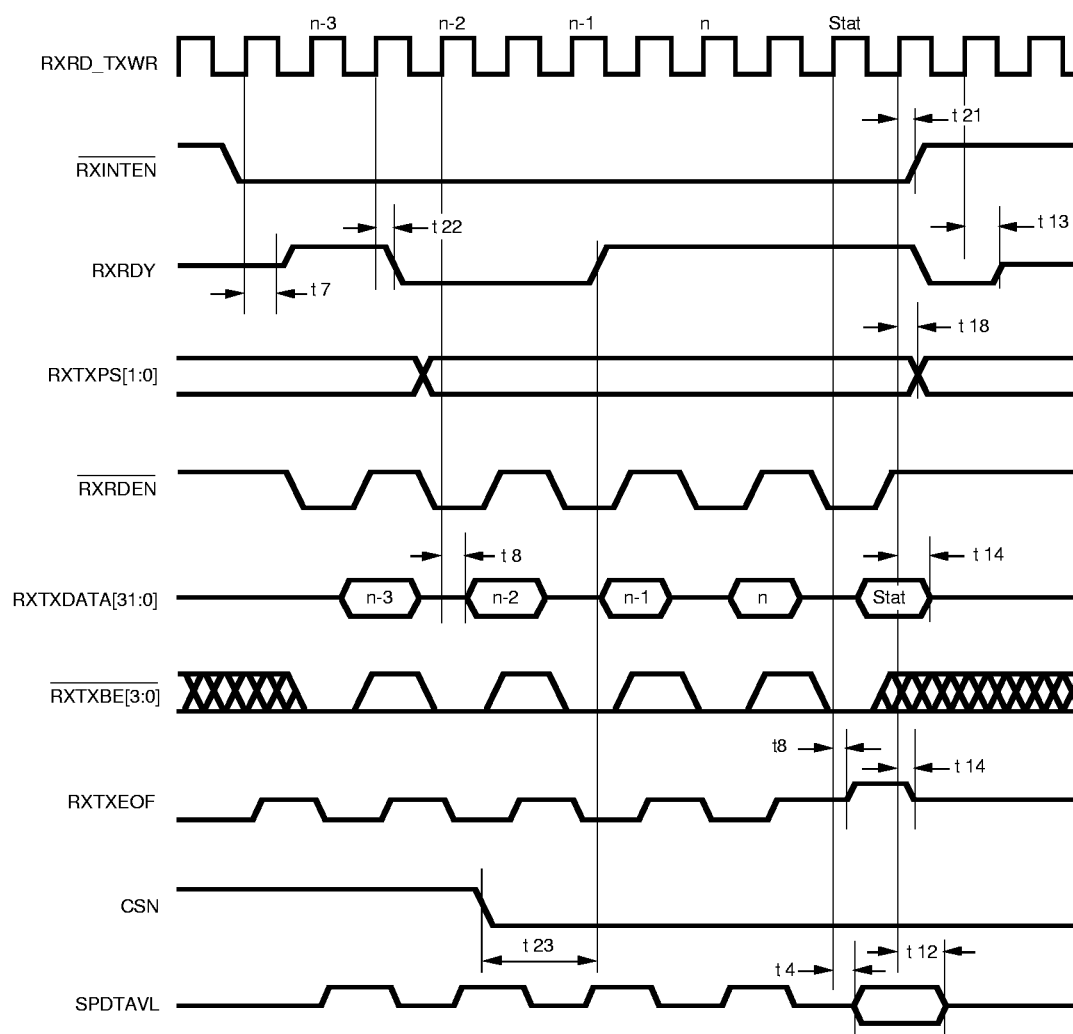 n-3 n-2 n-1 n Stat
RXRD_TXWR
t 21
RXINTEN
t 22
t 13
RXRDY
t 7
t 18
RXTXPS[1:0]
RXRDEN
t 8
t 14
RXTXDATA[31:0] n-3 n-2 n-1 n Stat
RXTXBE[3:0]
t8
t 14
RXTXEOF
CSN
t 23
t 12
t 4
SPDTAVL